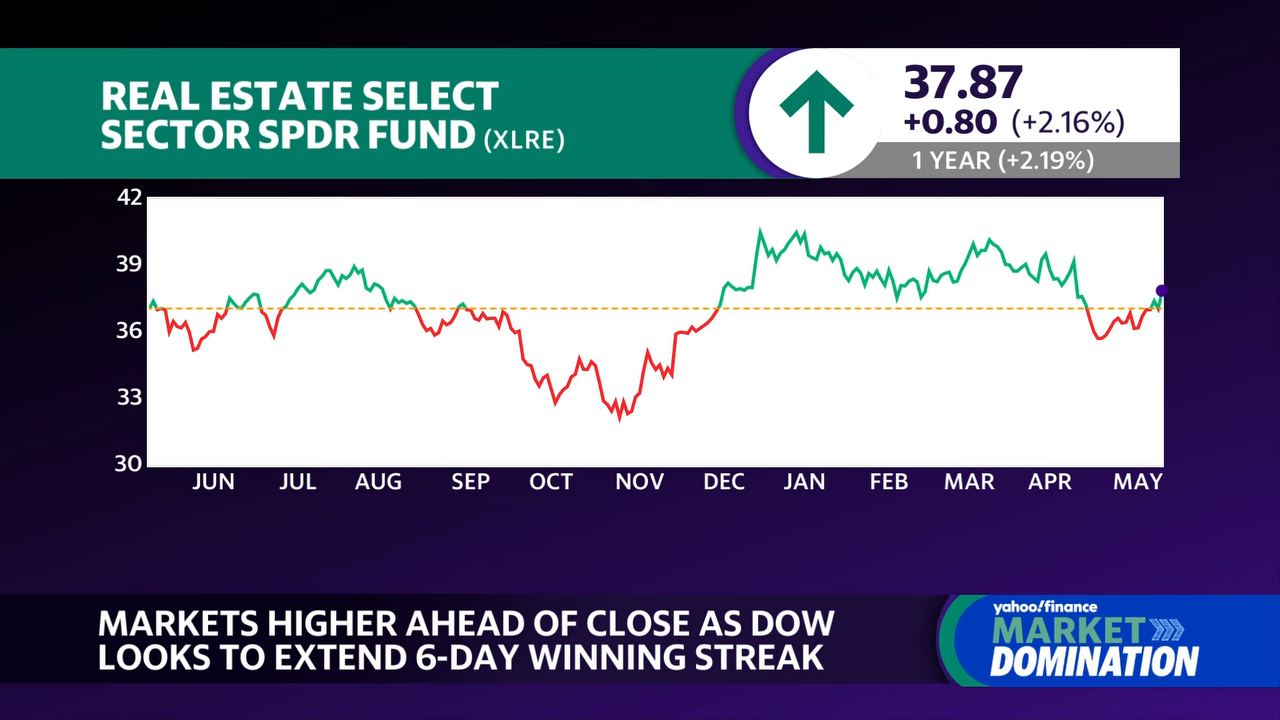 REAL ESTATE SELECT
SECTOR SPDR FUND (XLRE)
37.87
+0.80 (+2.16%)
1 YEAR (+2.19%)
42
39
36
33
30
JUN JUL AUG SEP OCT NOV DEC JAN FEB MAR APR MAY
MARKETS HIGHER AHEAD OF CLOSE AS DOW
LOOKS TO EXTEND 6-DAY WINNING STREAK
yahoo!finance
MARKET
DOMINATION